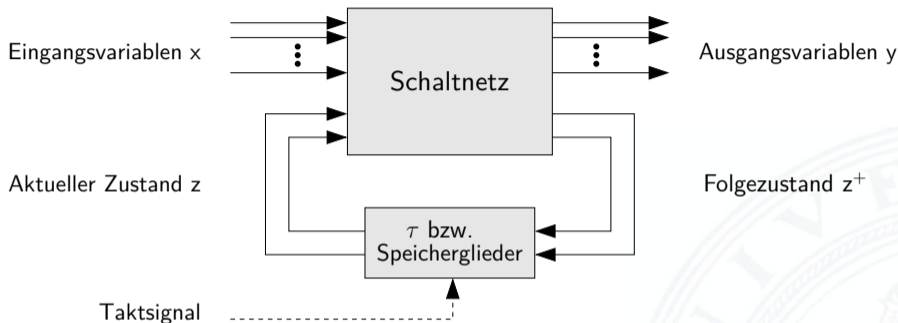 Eingangsvariablen x
Schaltnetz
Ausgangsvariablen y
Aktueller Zustand z
Folgezustand z⁺
τ bzw.
Speicherglieder
Taktsignal
I V E